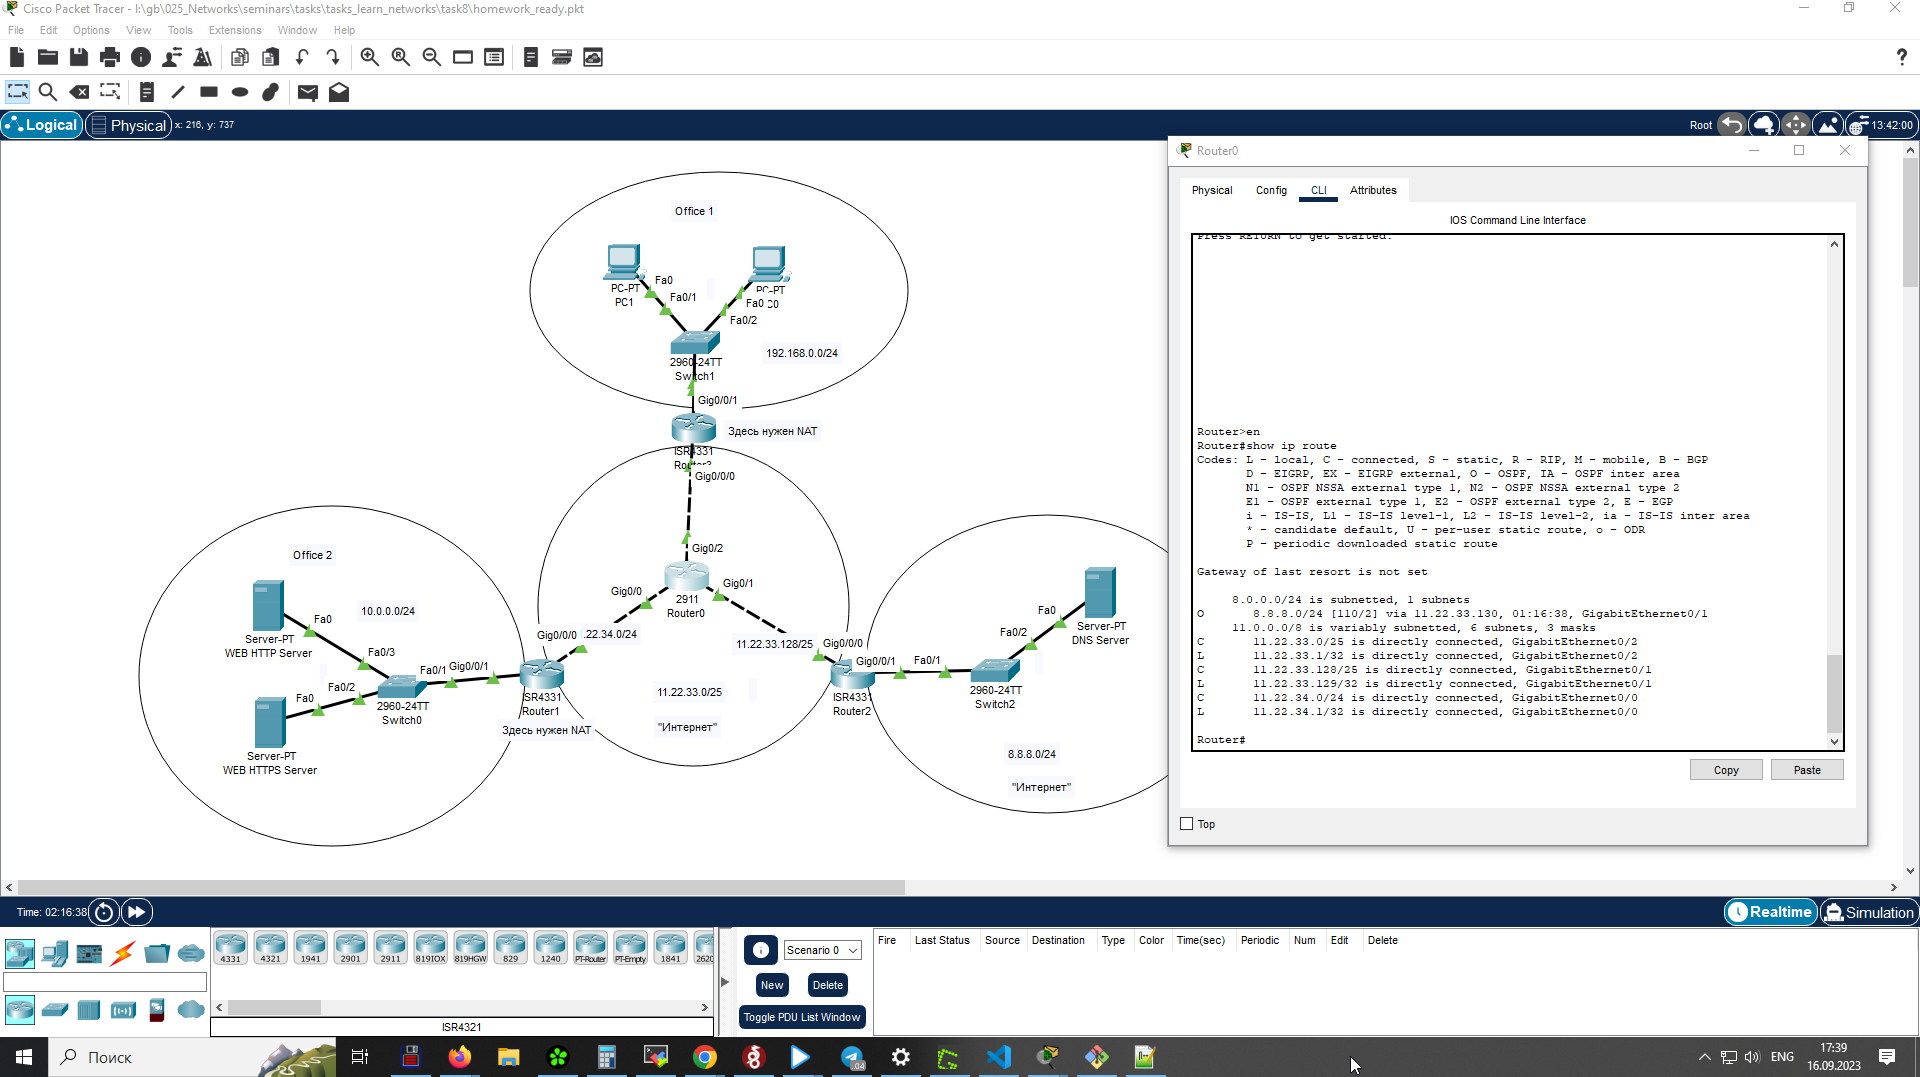 Cisco Packet Tracer - I:\gb\025_Networks\seminars\tasks\tasks_learn_networks\task8\homework_ready.pkt
File Edit Options View Tools Extensions Window Help
Logical Physical x: 216, y: 737 Root 13:42:00
Office 1
Fa0
PC-PT
PC1
Fa0/1
PC-PT
Fa0
C0
Fa0/2
192.168.0.0/24
2960-24TT
Switch1
Gig0/0/1
Здесь нужен NAT
ISR4331
Gig0/0/0
Gig0/2
Gig0/0
Gig0/1
2911
Router0
Office 2
10.0.0.0/24
Fa0
Server-PT
WEB HTTP Server
Fa0/3
Fa0/1
Gig0/0/1
Fa0/2
Fa0
2960-24TT
Switch0
Server-PT
WEB HTTPS Server
Gig0/0/0
.22.34.0/24
ISR4331
Router1
Здесь нужен NAT
11.22.33.128/25
11.22.33.0/25
"Интернет"
Gig0/0/0
Gig0/0/1
ISR4331
Router2
Fa0/1
2960-24TT
Switch2
Fa0/2
Fa0
Server-PT
DNS Server
8.8.8.0/24
"Интернет"
Router0
Physical Config CLI Attributes
IOS Command Line Interface
Press RETURN to get started.
Router>en
Router#show ip route
Codes: L - local, C - connected, S - static, R - RIP, M - mobile, B - BGP
D - EIGRP, EX - EIGRP external, O - OSPF, IA - OSPF inter area
N1 - OSPF NSSA external type 1, N2 - OSPF NSSA external type 2
E1 - OSPF external type 1, E2 - OSPF external type 2, E - EGP
i - IS-IS, L1 - IS-IS level-1, L2 - IS-IS level-2, ia - IS-IS inter area
* - candidate default, U - per-user static route, o - ODR
P - periodic downloaded static route
Gateway of last resort is not set
8.0.0.0/24 is subnetted, 1 subnets
O 8.8.8.0/24 [110/2] via 11.22.33.130, 01:16:38, GigabitEthernet0/1
11.0.0.0/8 is variably subnetted, 6 subnets, 3 masks
C 11.22.33.0/25 is directly connected, GigabitEthernet0/2
L 11.22.33.1/32 is directly connected, GigabitEthernet0/2
C 11.22.33.128/25 is directly connected, GigabitEthernet0/1
L 11.22.33.129/32 is directly connected, GigabitEthernet0/1
C 11.22.34.0/24 is directly connected, GigabitEthernet0/0
L 11.22.34.1/32 is directly connected, GigabitEthernet0/0
Router#
Copy Paste
Top
Time: 02:16:38
Realtime Simulation
4331 4321 1941 2901 2911 819IOX 819HGW 829 1240 PT-Router PT-Empty 1841 2620
ISR4321
Scenario 0
New Delete
Toggle PDU List Window
Fire Last Status Source Destination Type Color Time(sec) Periodic Num Edit Delete
Поиск
04
ENG
17:39
16.09.2023